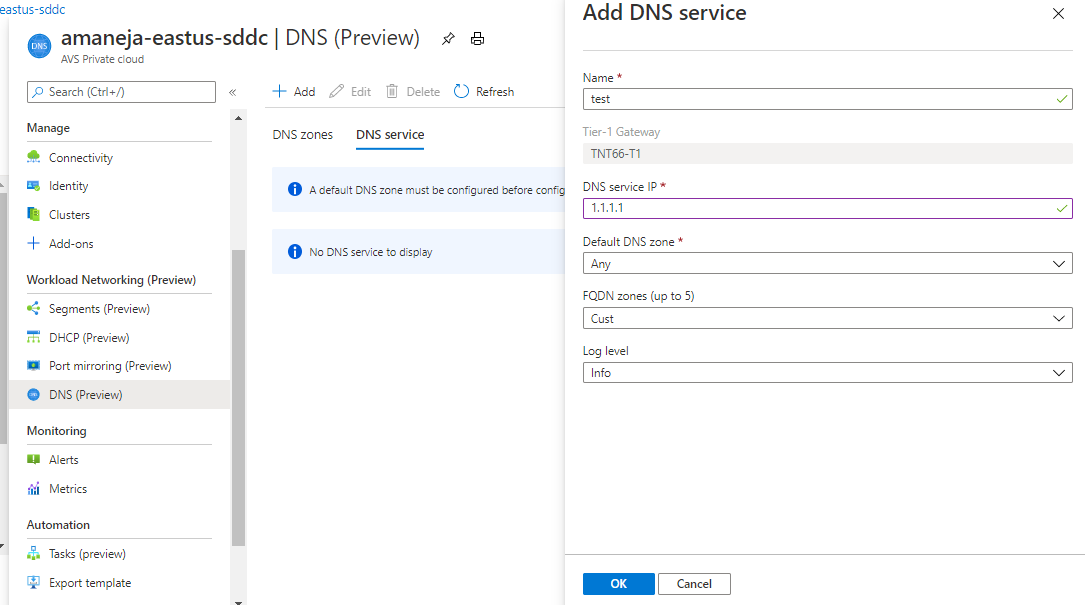 eastus-sddc
DNS
amaneja-eastus-sddc | DNS (Preview)
AVS Private cloud
Search (Ctrl+/)
«
Manage
Connectivity
Identity
Clusters
Add-ons
Workload Networking (Preview)
Segments (Preview)
DHCP (Preview)
Port mirroring (Preview)
DNS (Preview)
Monitoring
Alerts
Metrics
Automation
Tasks (preview)
Export template
Add Edit Delete Refresh
DNS zones DNS service
A default DNS zone must be configured before config
No DNS service to display
Add DNS service
Name *
test
Tier-1 Gateway
TNT66-T1
DNS service IP *
1.1.1.1
Default DNS zone *
Any
FQDN zones (up to 5)
Cust
Log level
Info
OK Cancel